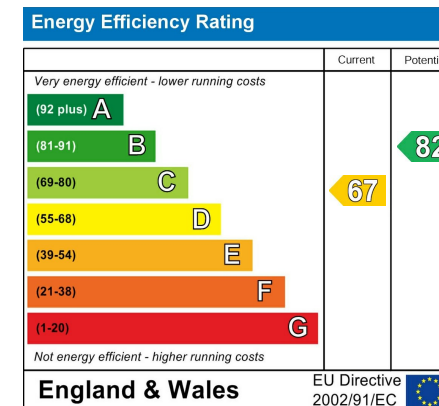 Energy Efficiency Rating
Current Potenti
Very energy efficient - lower running costs
(92 plus) A
(81-91) B
82
(69-80) C
67
(55-68) D
(39-54) E
(21-38) F
(1-20) G
Not energy efficient - higher running costs
England & Wales
EU Directive
2002/91/EC